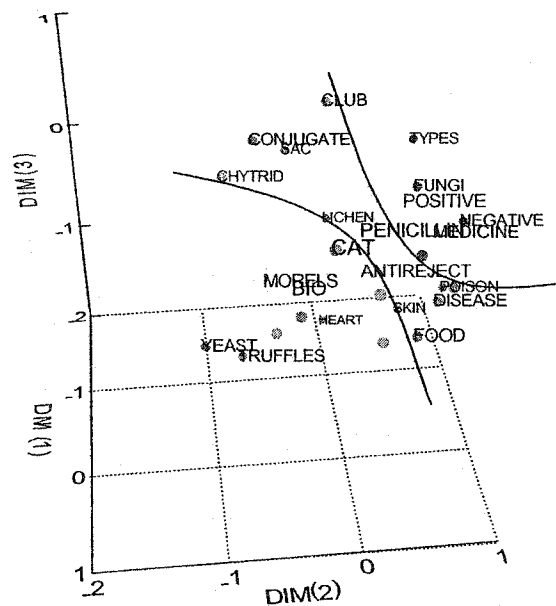 1
CLUB
0
CONJUGATE
SAC
TYPES
DIM(3)
CHYTRID
FUNGI
POSITIVE
LICHEN
NEGATIVE
-1
PENICILLIN
MEDICINE
CAT
ANTIREJECT
MORELS
BIO
POISON
DISEASE
-2
SKIN
HEART
FOOD
YEAST
TRUFFLES
-1
DM(1)
0
1
-2
-1
0
1
DIM(2)